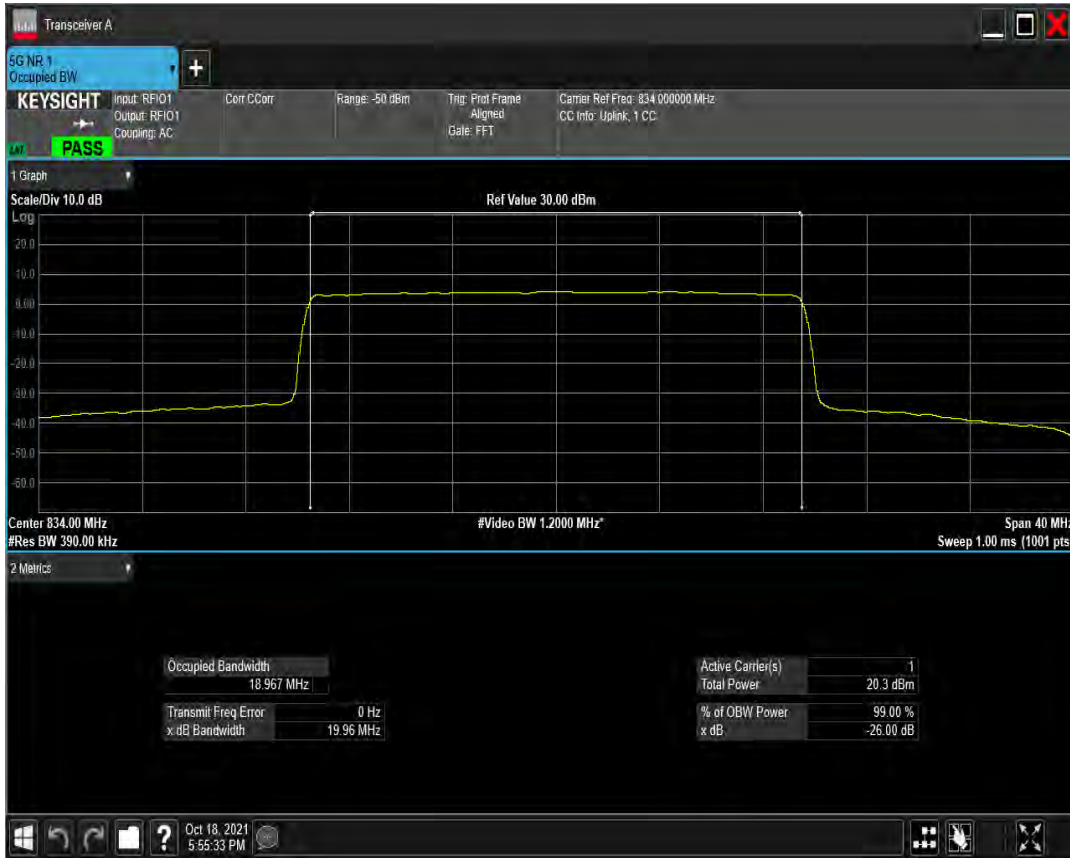 Transceiver A
5G NR 1
Occupied BW
+
KEYSIGHT
Input: RFIO1
Output: RFIO1
Coupling: AC
Corr CCorr
Range: -50 dBm
Trig: Prot Frame
Aligned
Gate: FFT
Carrier Ref Freq: 834.000000 MHz
CC Info: Uplink, 1 CC
PASS
1 Graph
Scale/Div 10.0 dB
Ref Value 30.00 dBm
Log
20.0
10.0
0.00
-10.0
-20.0
-30.0
-40.0
-50.0
-60.0
Center 834.00 MHz
#Video BW 1.2000 MHz*
Span 40 MHz
#Res BW 390.00 kHz
Sweep 1.00 ms (1001 pts
2 Metrics
Occupied Bandwidth
18.967 MHz
Transmit Freq Error 0 Hz
x dB Bandwidth 19.96 MHz
Active Carrier(s) 1
Total Power 20.3 dBm
% of OBW Power 99.00 %
x dB -26.00 dB
?
Oct 18, 2021
5:55:33 PM